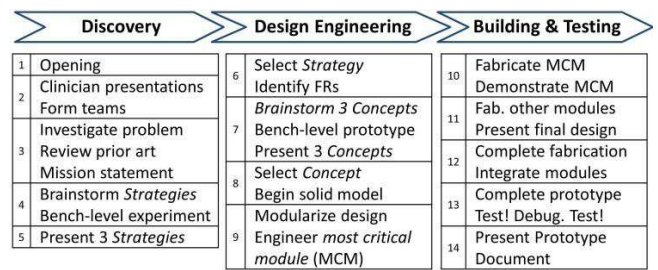 Discovery
1 Opening
2 Clinician presentations
Form teams
3 Investigate problem
Review prior art
Mission statement
4 Brainstorm Strategies
Bench-level experiment
5 Present 3 Strategies
Design Engineering
6 Select Strategy
Identify FRs
7 Brainstorm 3 Concepts
Bench-level prototype
Present 3 Concepts
8 Select Concept
Begin solid model
9 Modularize design
Engineer most critical
module (MCM)
Building & Testing
10 Fabricate MCM
Demonstrate MCM
11 Fab. other modules
Present final design
12 Complete fabrication
Integrate modules
13 Complete prototype
Test! Debug. Test!
14 Present Prototype
Document